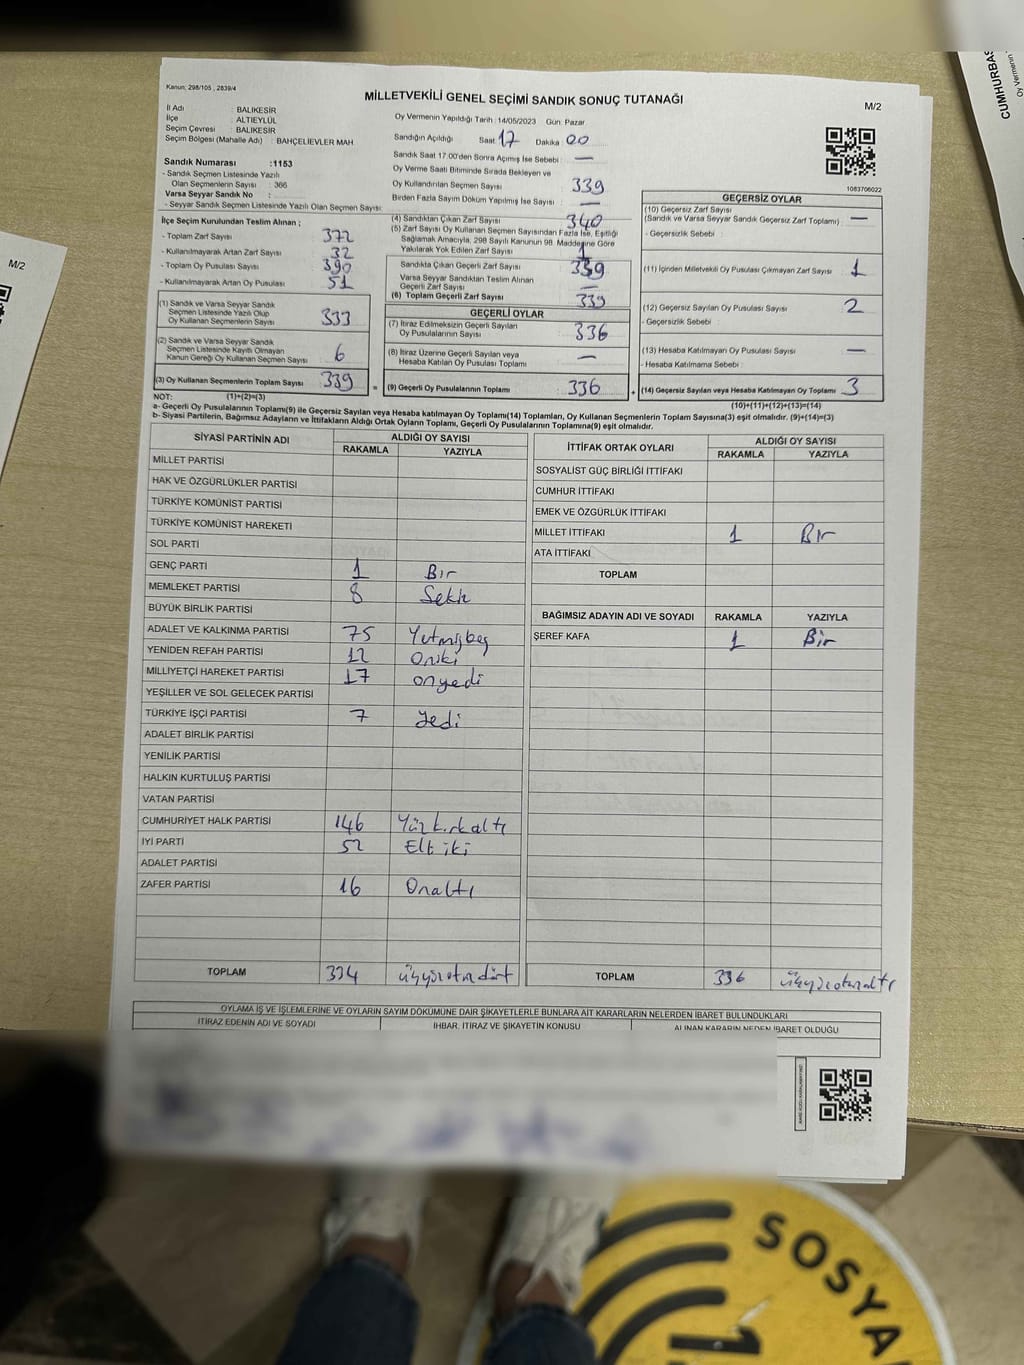 Kanun: 298/105 , 2839/4
MİLLETVEKİLİ GENEL SEÇİMİ SANDIK SONUÇ TUTANAĞI
M/2
İl Adı : BALIKESİR
İlçe : ALTIEYLÜL
Seçim Çevresi : BALIKESİR
Seçim Bölgesi (Mahalle Adı) : BAHÇELİEVLER MAH.
Sandık Numarası :1153
- Sandık Seçmen Listesinde Yazılı
Olan Seçmenlerin Sayısı : 366
Varsa Seyyar Sandık No :
- Seyyar Sandık Seçmen Listesinde Yazılı Olan Seçmen Sayısı:
Oy Vermenin Yapıldığı Tarih :14/05/2023 Gün: Pazar
Sandığın Açıldığı Saat 17 Dakika 00
Sandık Saat 17.00'den Sonra Açılmış İse Sebebi : —
Oy Verme Saati Bitiminde Sırada Bekleyen ve
Oy Kullandırılan Seçmen Sayısı 339
Birden Fazla Sayım Döküm Yapılmış İse Sayısı : —
1083706022
İlçe Seçim Kurulundan Teslim Alınan ;
- Toplam Zarf Sayısı 372
- Kullanılmayarak Artan Zarf Sayısı 32
- Toplam Oy Pusulası Sayısı 390
- Kullanılmayarak Artan Oy Pusulası 51
(4) Sandıktan Çıkan Zarf Sayısı 340
(5) Zarf Sayısı Oy Kullanan Seçmen Sayısından Fazla İse, Eşitliği
Sağlamak Amacıyla, 298 Sayılı Kanunun 98. Maddesine Göre
Yakılarak Yok Edilen Zarf Sayısı 1
Sandıkta Çıkan Geçerli Zarf Sayısı 339
Varsa Seyyar Sandıktan Teslim Alınan
Geçerli Zarf Sayısı —
(6) Toplam Geçerli Zarf Sayısı 339
GEÇERSİZ OYLAR
(10) Geçersiz Zarf Sayısı
(Sandık ve Varsa Seyyar Sandık Geçersiz Zarf Toplamı) —
- Geçersizlik Sebebi :
(11) İçinden Milletvekili Oy Pusulası Çıkmayan Zarf Sayısı 1
(12) Geçersiz Sayılan Oy Pusulası Sayısı 2
- Geçersizlik Sebebi :
(13) Hesaba Katılmayan Oy Pusulası Sayısı —
- Hesaba Katılmama Sebebi :
(14) Geçersiz Sayılan veya Hesaba Katılmayan Oy Toplamı 3
(1) Sandık ve Varsa Seyyar Sandık
Seçmen Listesinde Yazılı Olup
Oy Kullanan Seçmenlerin Sayısı 333
(2) Sandık ve Varsa Seyyar Sandık
Seçmen Listesinde Kayıtlı Olmayan
Kanun Gereği Oy Kullanan Seçmen Sayısı 6
(3) Oy Kullanan Seçmenlerin Toplam Sayısı 339 =
GEÇERLİ OYLAR
(7) İtiraz Edilmeksizin Geçerli Sayılan
Oy Pusulalarının Sayısı 336
(8) İtiraz Üzerine Geçerli Sayılan veya
Hesaba Katılan Oy Pusulası Toplamı —
(9) Geçerli Oy Pusulalarının Toplamı 336 +
NOT: (1)+(2)=(3) (10)+(11)+(12)+(13)=(14)
a- Geçerli Oy Pusulalarının Toplamı(9) ile Geçersiz Sayılan veya Hesaba katılmayan Oy Toplamı(14) Toplamları, Oy Kullanan Seçmenlerin Toplam Sayısına(3) eşit olmalıdır. (9)+(14)=(3)
b- Siyasi Partilerin, Bağımsız Adayların ve İttifakların Aldığı Ortak Oyların Toplamı, Geçerli Oy Pusulalarının Toplamına(9) eşit olmalıdır.
SİYASİ PARTİNİN ADI ALDIĞI OY SAYISI
RAKAMLA YAZIYLA
MİLLET PARTİSİ
HAK VE ÖZGÜRLÜKLER PARTİSİ
TÜRKİYE KOMÜNİST PARTİSİ
TÜRKİYE KOMÜNİST HAREKETİ
SOL PARTİ
GENÇ PARTİ 1 Bir
MEMLEKET PARTİSİ 8 Sekiz
BÜYÜK BİRLİK PARTİSİ
ADALET VE KALKINMA PARTİSİ 75 Yetmişbeş
YENİDEN REFAH PARTİSİ 12 Oniki
MİLLİYETÇİ HAREKET PARTİSİ 17 onyedi
YEŞİLLER VE SOL GELECEK PARTİSİ
TÜRKİYE İŞÇİ PARTİSİ 7 Yedi
ADALET BİRLİK PARTİSİ
YENİLİK PARTİSİ
HALKIN KURTULUŞ PARTİSİ
VATAN PARTİSİ
CUMHURİYET HALK PARTİSİ 146 Yüzkırkaltı
İYİ PARTİ 52 Elli iki
ADALET PARTİSİ
ZAFER PARTİSİ 16 Onaltı
TOPLAM 334 üçyüzotuzdört
İTTİFAK ORTAK OYLARI ALDIĞI OY SAYISI
RAKAMLA YAZIYLA
SOSYALİST GÜÇ BİRLİĞİ İTTİFAKI
CUMHUR İTTİFAKI
EMEK VE ÖZGÜRLÜK İTTİFAKI
MİLLET İTTİFAKI 1 Bir
ATA İTTİFAKI
TOPLAM
BAĞIMSIZ ADAYIN ADI VE SOYADI RAKAMLA YAZIYLA
ŞEREF KAFA 1 Bir
TOPLAM 336 üçyüzotuzaltı
OYLAMA İŞ VE İŞLEMLERİNE VE OYLARIN SAYIM DÖKÜMÜNE DAİR ŞİKAYETLERLE BUNLARA AİT KARARLARIN NELERDEN İBARET BULUNDUKLARI
İTİRAZ EDENİN ADI VE SOYADI İHBAR, İTİRAZ VE ŞİKAYETİN KONUSU ALINAN KARARIN NEDEN İBARET OLDUĞU
M/2
CUMHURBAŞ
Oy Vermenin
SOSYA
1